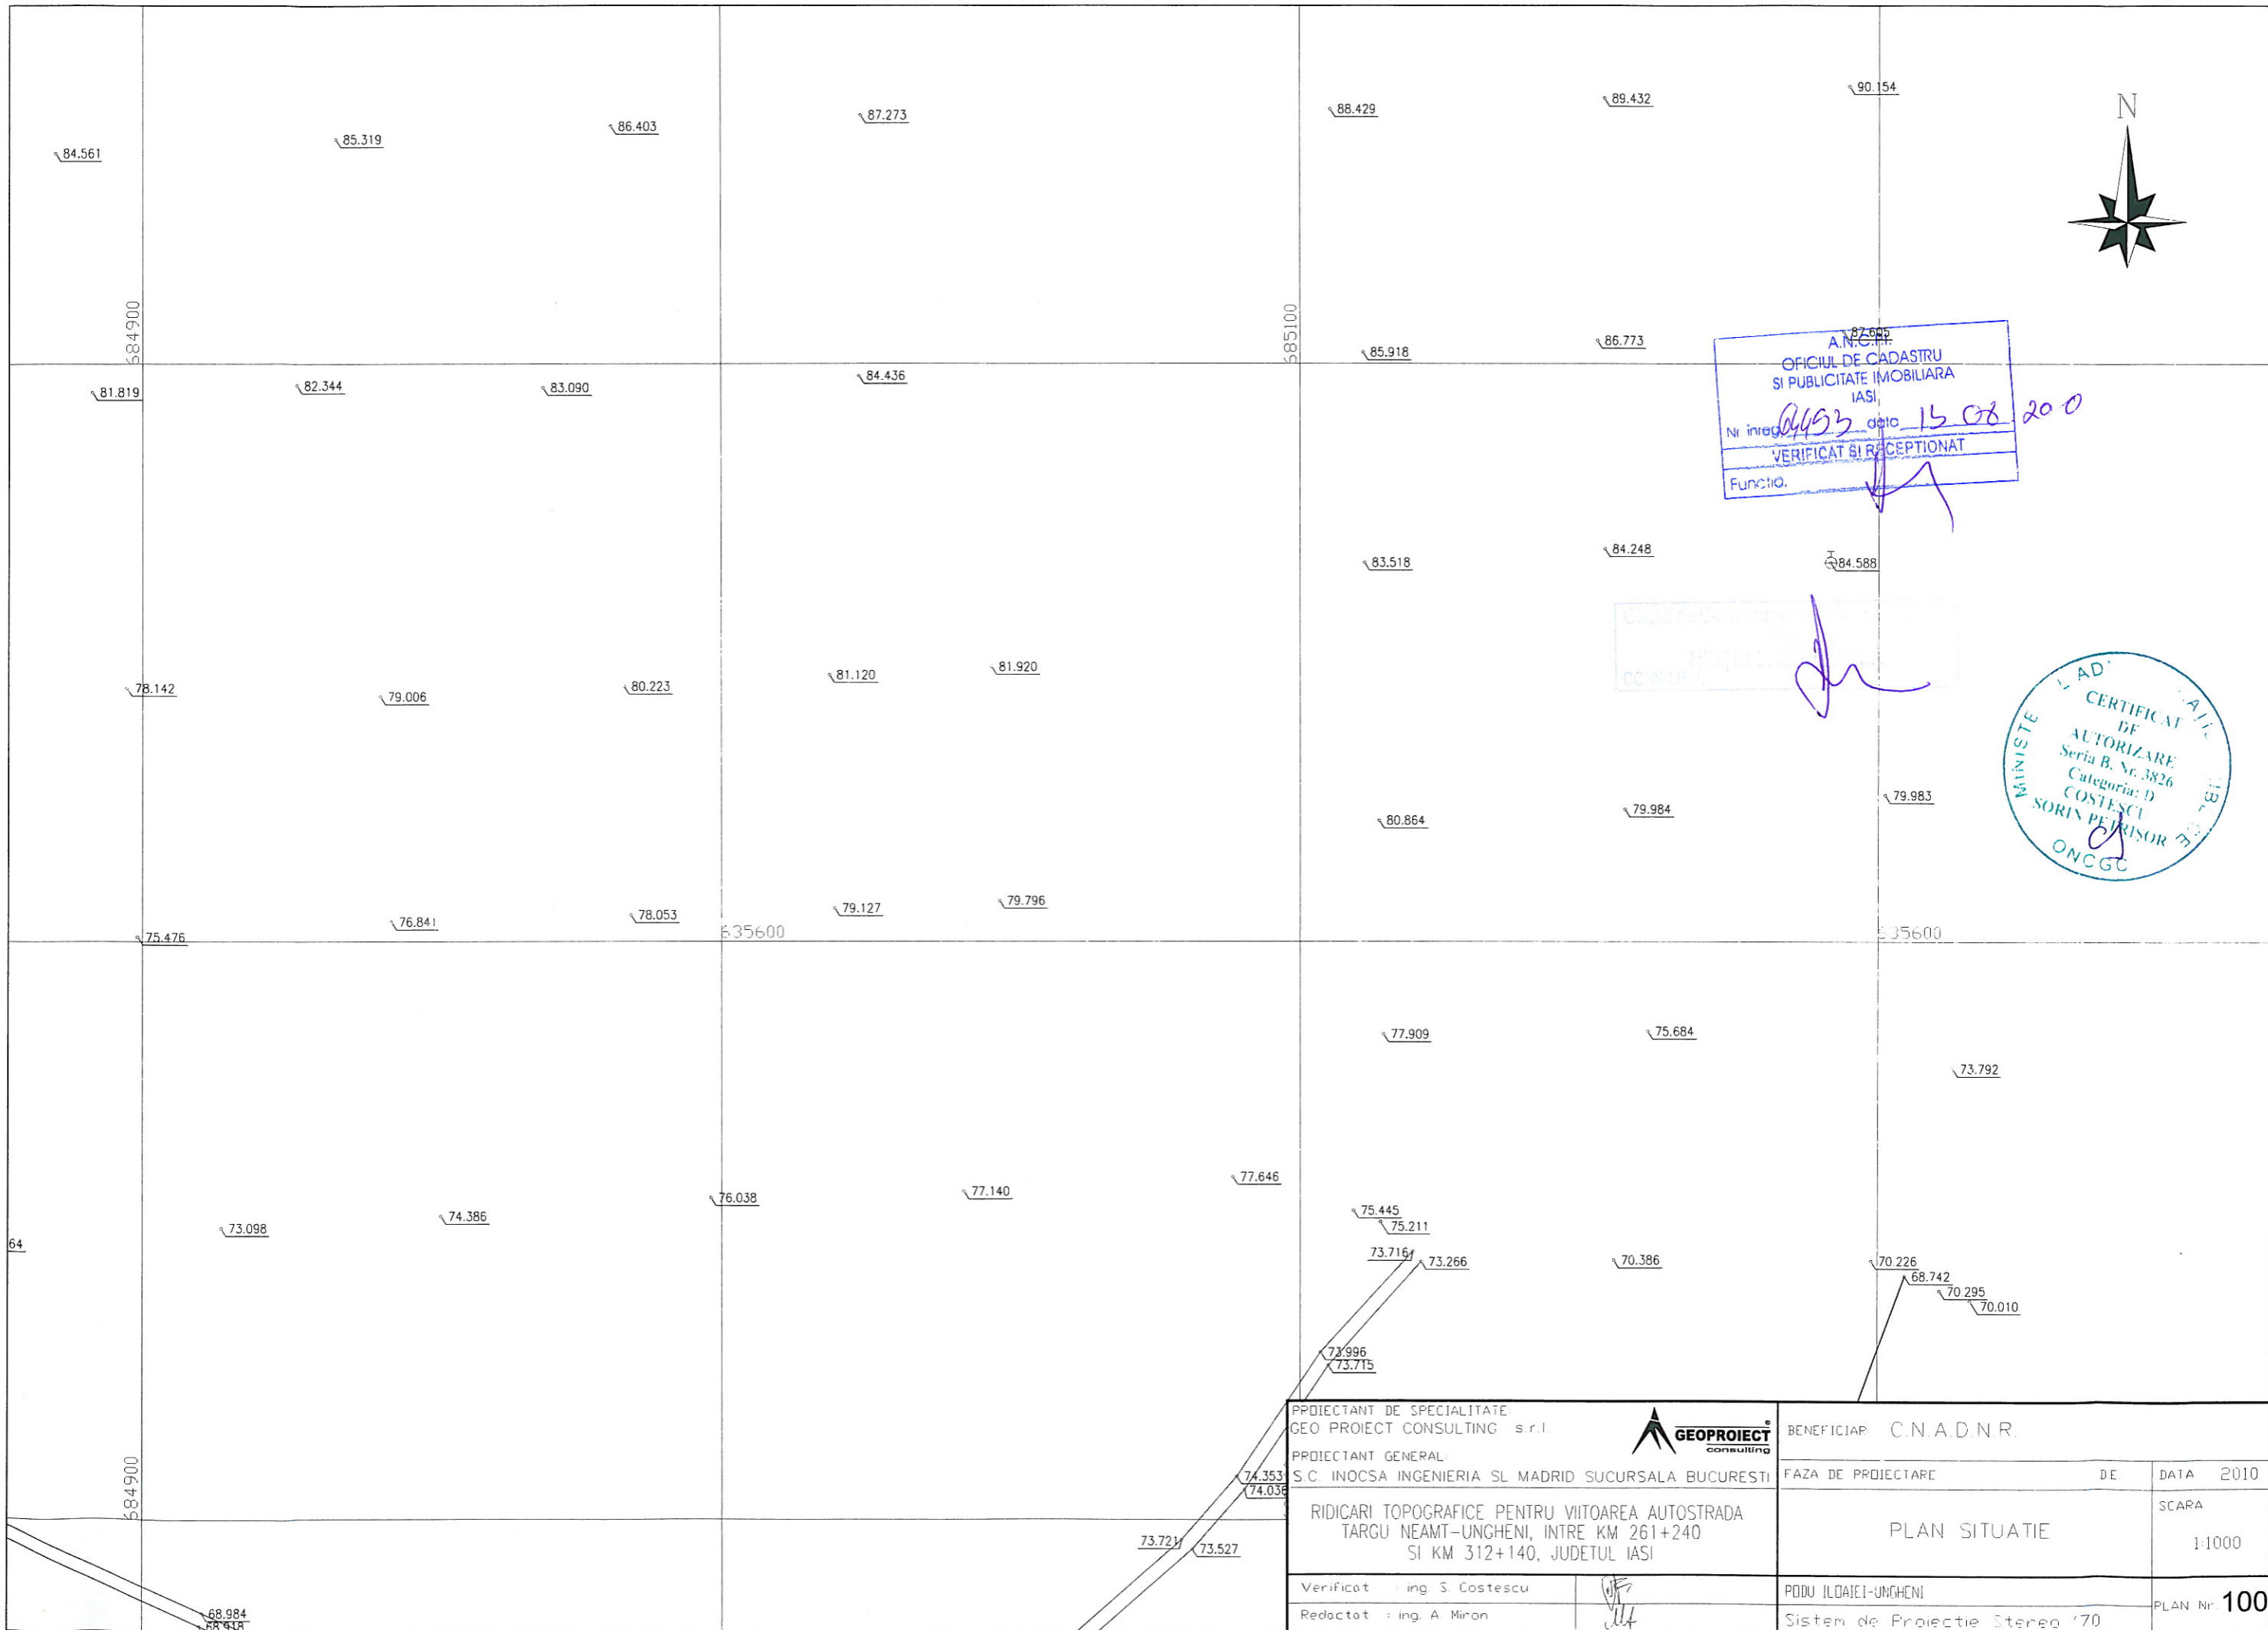 90.154
89.432
88.429
87.273
86.403
85.319
84.561
N
684900
685100
87.605
86.773
85.918
84.436
83.090
82.344
81.819
A.N.C.P.I.
OFICIUL DE CADASTRU
SI PUBLICITATE IMOBILIARA
IASI
Nr inreg. data 15 08
VERIFICAT SI RECEPTIONAT
Functia.
84.248
84.588
83.518
81.920
81.120
80.223
79.006
78.142
CERTIFICAT
DE
AUTORIZARE
Seria B. Nr. 3826
Categoria: D
COSTESCU
SORIN PETRISOR
MINISTE
ONCGC
79.983
79.984
80.864
79.796
79.127
78.053
76.841
75.476
635600
635600
77.909
75.684
73.792
77.646
77.140
76.038
74.386
73.098
64
75.445
75.211
73.716
73.266
70.386
70.226
68.742
70.295
70.010
73.996
73.715
684900
74.353
74.036
73.721
73.527
68.984
PROIECTANT DE SPECIALITATE:
GEO PROIECT CONSULTING s.r.l.
GEOPROIECT
consulting
PROIECTANT GENERAL:
S.C. INOCSA INGENIERIA SL MADRID SUCURSALA BUCURESTI
RIDICARI TOPOGRAFICE PENTRU VIITOAREA AUTOSTRADA
TARGU NEAMT-UNGHENI, INTRE KM 261+240
SI KM 312+140, JUDETUL IASI
Verificat : ing. S. Costescu
Redactat : ing. A. Miron
BENEFICIAR: C.N.A.D.N.R.
FAZA DE PROIECTARE D.E. DATA 2010
PLAN SITUATIE
SCARA
1:1000
PODU ILOAIEI-UNGHENI
Sistem de Proiectie Stereo '70
PLAN Nr. 100